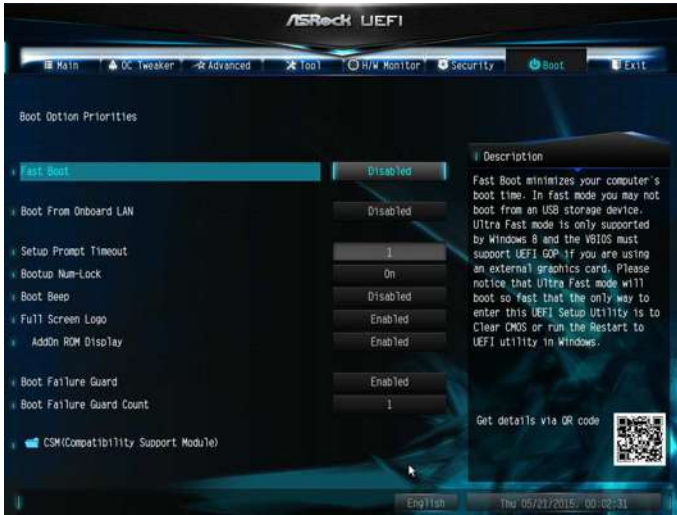 ASRock UEFI
Main OC Tweaker Advanced Tool H/W Monitor Security Boot Exit
Boot Option Priorities
Fast Boot Disabled
Boot From Onboard LAN Disabled
Setup Prompt Timeout 1
Bootup Num-Lock On
Boot Beep Disabled
Full Screen Logo Enabled
AddOn ROM Display Enabled
Boot Failure Guard Enabled
Boot Failure Guard Count 1
CSM(Compatibility Support Module)
Description
Fast Boot minimizes your computer's
boot time. In fast mode you may not
boot from an USB storage device.
Ultra Fast mode is only supported
by Windows 8 and the VBIOS must
support UEFI GOP if you are using
an external graphics card. Please
notice that Ultra Fast mode will
boot so fast that the only way to
enter this UEFI Setup Utility is to
Clear CMOS or run the Restart to
UEFI utility in Windows.
Get details via QR code
English Thu 05/21/2015, 00:02:31